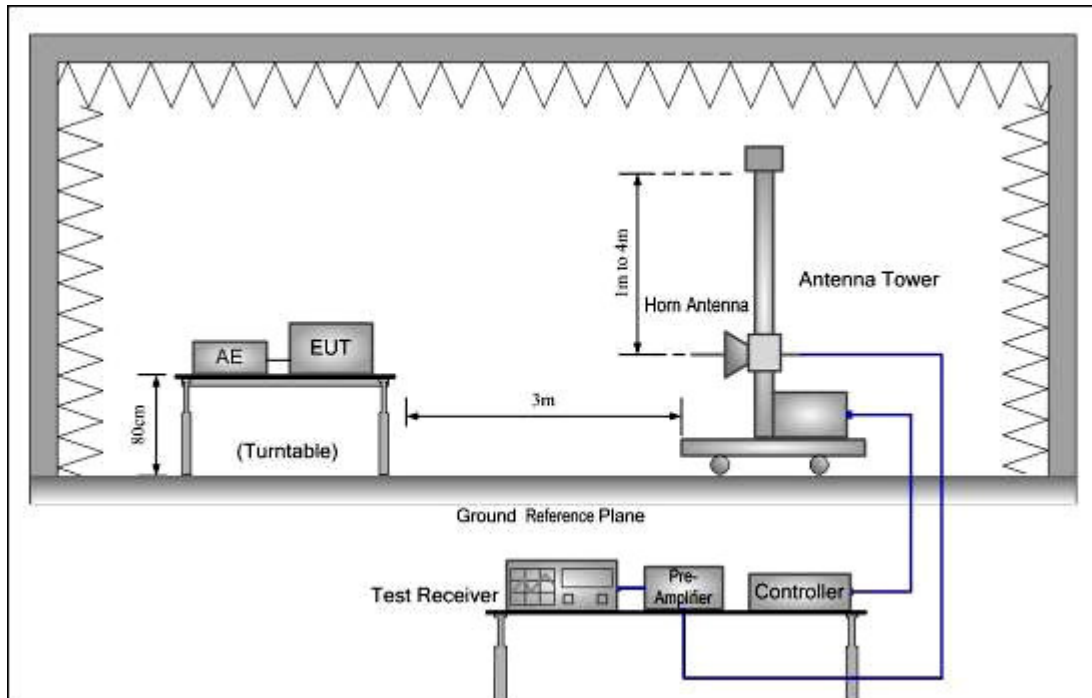 1m to 4m
Antenna Tower
Horn Antenna
AE
EUT
80cm
3m
(Turntable)
Ground Reference Plane
Test Receiver
Pre-
Amplifier
Controller